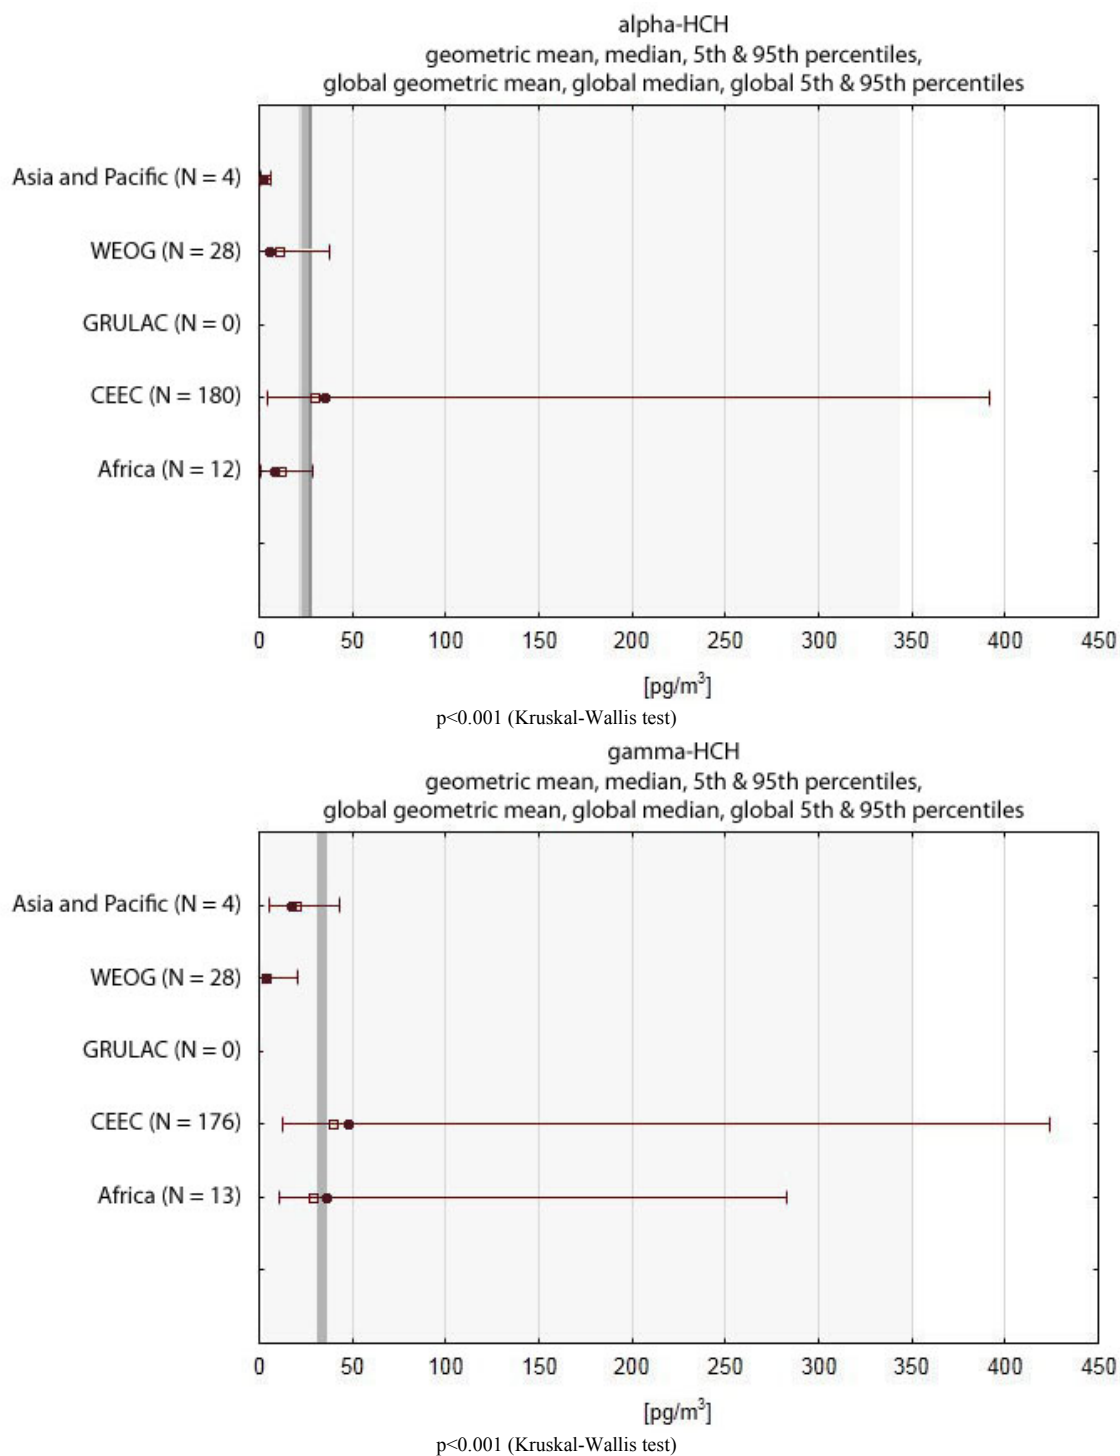 alpha-HCH
geometric mean, median, 5th & 95th percentiles,
global geometric mean, global median, global 5th & 95th percentiles
Asia and Pacific (N = 4)
WEOG (N = 28)
GRULAC (N = 0)
CEEC (N = 180)
Africa (N = 12)
0 50 100 150 200 250 300 350 400 450
[pg/m³]
p<0.001 (Kruskal-Wallis test)
gamma-HCH
geometric mean, median, 5th & 95th percentiles,
global geometric mean, global median, global 5th & 95th percentiles
Asia and Pacific (N = 4)
WEOG (N = 28)
GRULAC (N = 0)
CEEC (N = 176)
Africa (N = 13)
0 50 100 150 200 250 300 350 400 450
[pg/m³]
p<0.001 (Kruskal-Wallis test)